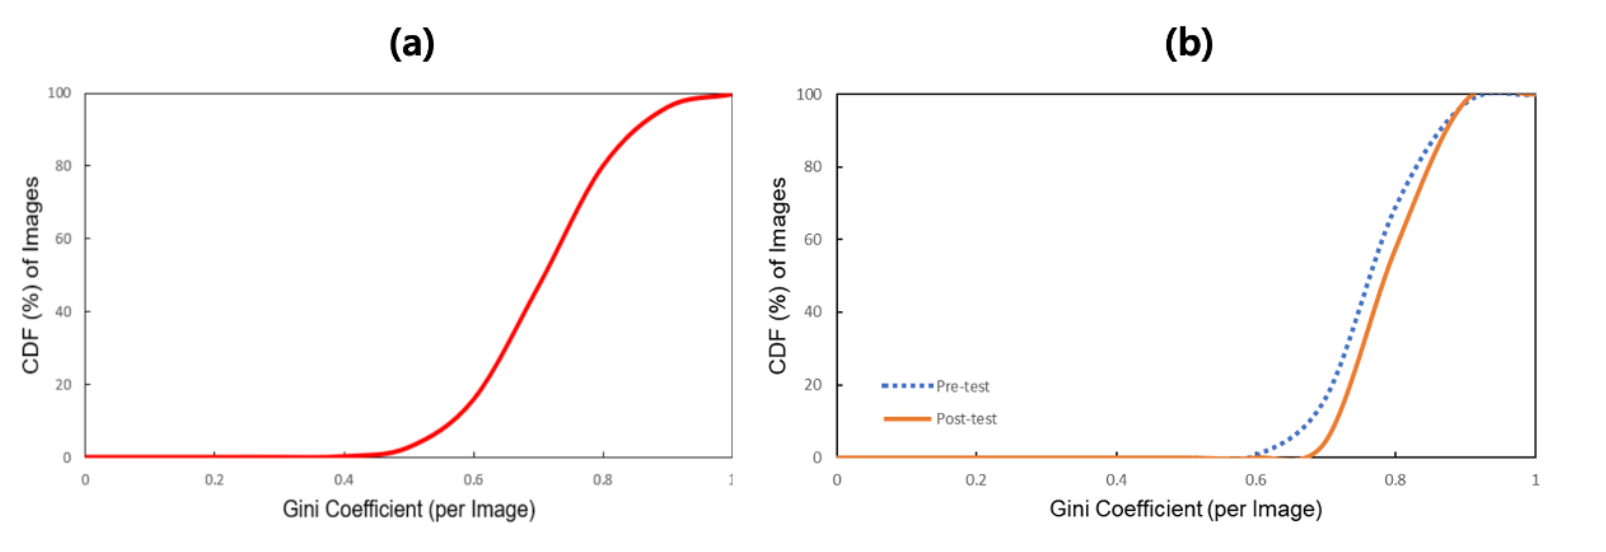 (a)
CDF (%) of Images
100
80
60
40
20
0
0 0.2 0.4 0.6 0.8 1
Gini Coefficient (per Image)
(b)
CDF (%) of Images
100
80
60
40
20
0
Pre-test
Post-test
0 0.2 0.4 0.6 0.8 1
Gini Coefficient (per Image)